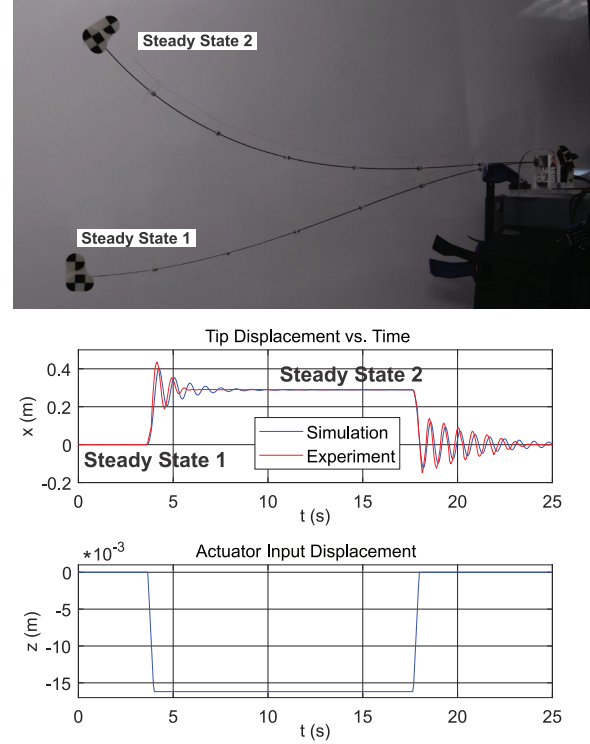 Steady State 2
Steady State 1
Tip Displacement vs. Time
0.4
0.2
0
-0.2
x (m)
Steady State 2
Simulation
Experiment
Steady State 1
0 5 10 15 20 25
t (s)
*10-3
Actuator Input Displacement
0
-5
-10
-15
z (m)
0 5 10 15 20 25
t (s)